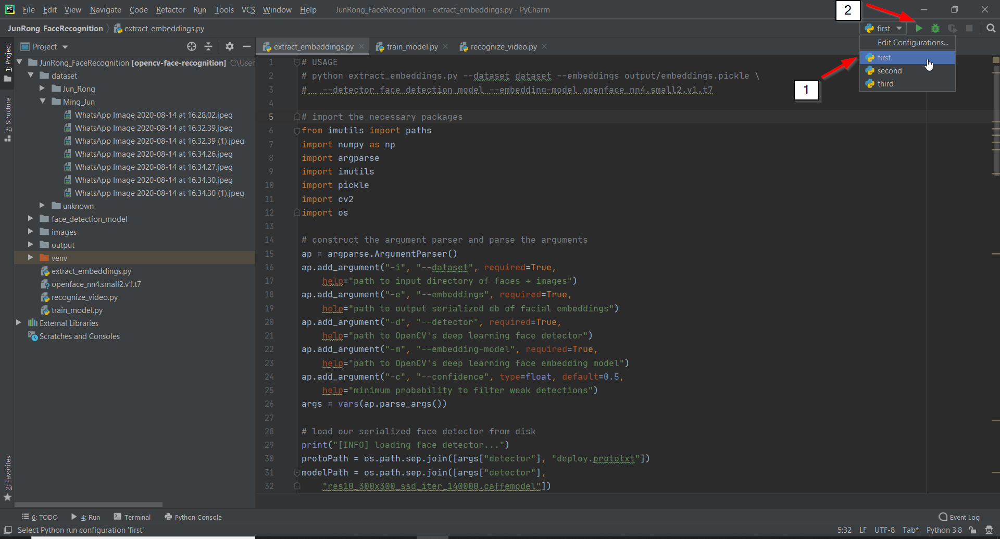 File Edit View Navigate Code Refactor Run Tools VCS Window Help JunRong_FaceRecognition - extract_embeddings.py - PyCharm
2
JunRong_FaceRecognition extract_embeddings.py
first
Edit Configurations...
first
second
third
1
1: Project
7: Structure
2: Favorites
Project
JunRong_FaceRecognition [opencv-face-recognition] C:\User
dataset
Jun_Rong
Ming_Jun
WhatsApp Image 2020-08-14 at 16.28.02.jpeg
WhatsApp Image 2020-08-14 at 16.32.39.jpeg
WhatsApp Image 2020-08-14 at 16.32.39 (1).jpeg
WhatsApp Image 2020-08-14 at 16.34.26.jpeg
WhatsApp Image 2020-08-14 at 16.34.27.jpeg
WhatsApp Image 2020-08-14 at 16.34.30.jpeg
WhatsApp Image 2020-08-14 at 16.34.30 (1).jpeg
unknown
face_detection_model
images
output
venv
extract_embeddings.py
openface_nn4.small2.v1.t7
recognize_video.py
train_model.py
External Libraries
Scratches and Consoles
extract_embeddings.py train_model.py recognize_video.py
1 # USAGE
2 # python extract_embeddings.py --dataset dataset --embeddings output/embeddings.pickle \
3 #   --detector face_detection_model --embedding-model openface_nn4.small2.v1.t7
4
5 # import the necessary packages
6 from imutils import paths
7 import numpy as np
8 import argparse
9 import imutils
10 import pickle
11 import cv2
12 import os
13
14 # construct the argument parser and parse the arguments
15 ap = argparse.ArgumentParser()
16 ap.add_argument("-i", "--dataset", required=True,
17     help="path to input directory of faces + images")
18 ap.add_argument("-e", "--embeddings", required=True,
19     help="path to output serialized db of facial embeddings")
20 ap.add_argument("-d", "--detector", required=True,
21     help="path to OpenCV's deep learning face detector")
22 ap.add_argument("-m", "--embedding-model", required=True,
23     help="path to OpenCV's deep learning face embedding model")
24 ap.add_argument("-c", "--confidence", type=float, default=0.5,
25     help="minimum probability to filter weak detections")
26 args = vars(ap.parse_args())
27
28 # load our serialized face detector from disk
29 print("[INFO] loading face detector...")
30 protoPath = os.path.sep.join([args["detector"], "deploy.prototxt"])
31 modelPath = os.path.sep.join([args["detector"],
32     "res10_300x300_ssd_iter_140000.caffemodel"])
6: TODO 4: Run Terminal Python Console Event Log
Select Python run configuration 'first' 5:32 LF UTF-8 Tab* Python 3.8